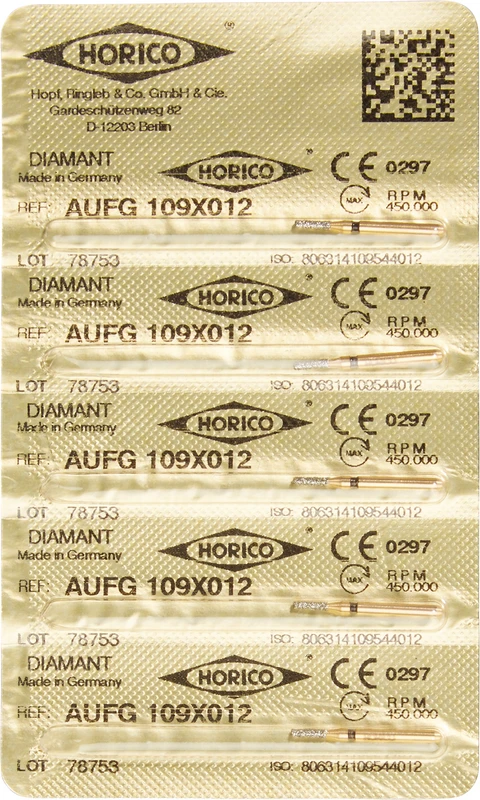 HORICO ®
Hopf, Ringleb & Co. GmbH & Cie.
Gardeschützenweg 82
D-12203 Berlin
DIAMANT HORICO ® CE 0297
Made in Germany
REF: AUFG 109X012 MAX RPM 450.000
LOT 78753 ISO: 806314109544012
DIAMANT HORICO ® CE 0297
Made in Germany
REF: AUFG 109X012 MAX RPM 450.000
LOT 78753 ISO: 806314109544012
DIAMANT HORICO ® CE 0297
Made in Germany
REF: AUFG 109X012 MAX RPM 450.000
LOT 78753 ISO: 806314109544012
DIAMANT HORICO ® CE 0297
Made in Germany
REF: AUFG 109X012 MAX RPM 450.000
LOT 78753 ISO: 806314109544012
DIAMANT HORICO ® CE 0297
Made in Germany
REF: AUFG 109X012 MAX RPM 450.000
LOT 78753 ISO: 806314109544012